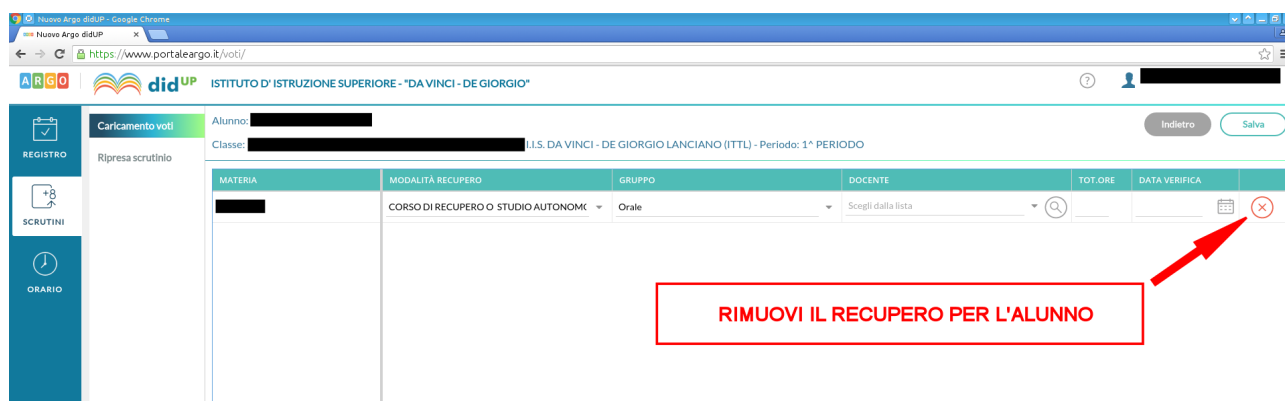 Nuovo Argo didUP - Google Chrome
Nuovo Argo didUP
https://www.portaleargo.it/voti/
ARGO didUP ISTITUTO D' ISTRUZIONE SUPERIORE - "DA VINCI - DE GIORGIO" ?
REGISTRO
SCRUTINI
+8
ORARIO
Caricamento voti
Ripresa scrutinio
Alunno:
Indietro Salva
Classe: I.I.S. DA VINCI - DE GIORGIO LANCIANO (ITTL) - Periodo: 1^ PERIODO
MATERIA MODALITÀ RECUPERO GRUPPO DOCENTE TOT.ORE DATA VERIFICA
CORSO DI RECUPERO O STUDIO AUTONOM Orale Scegli dalla lista
RIMUOVI IL RECUPERO PER L'ALUNNO